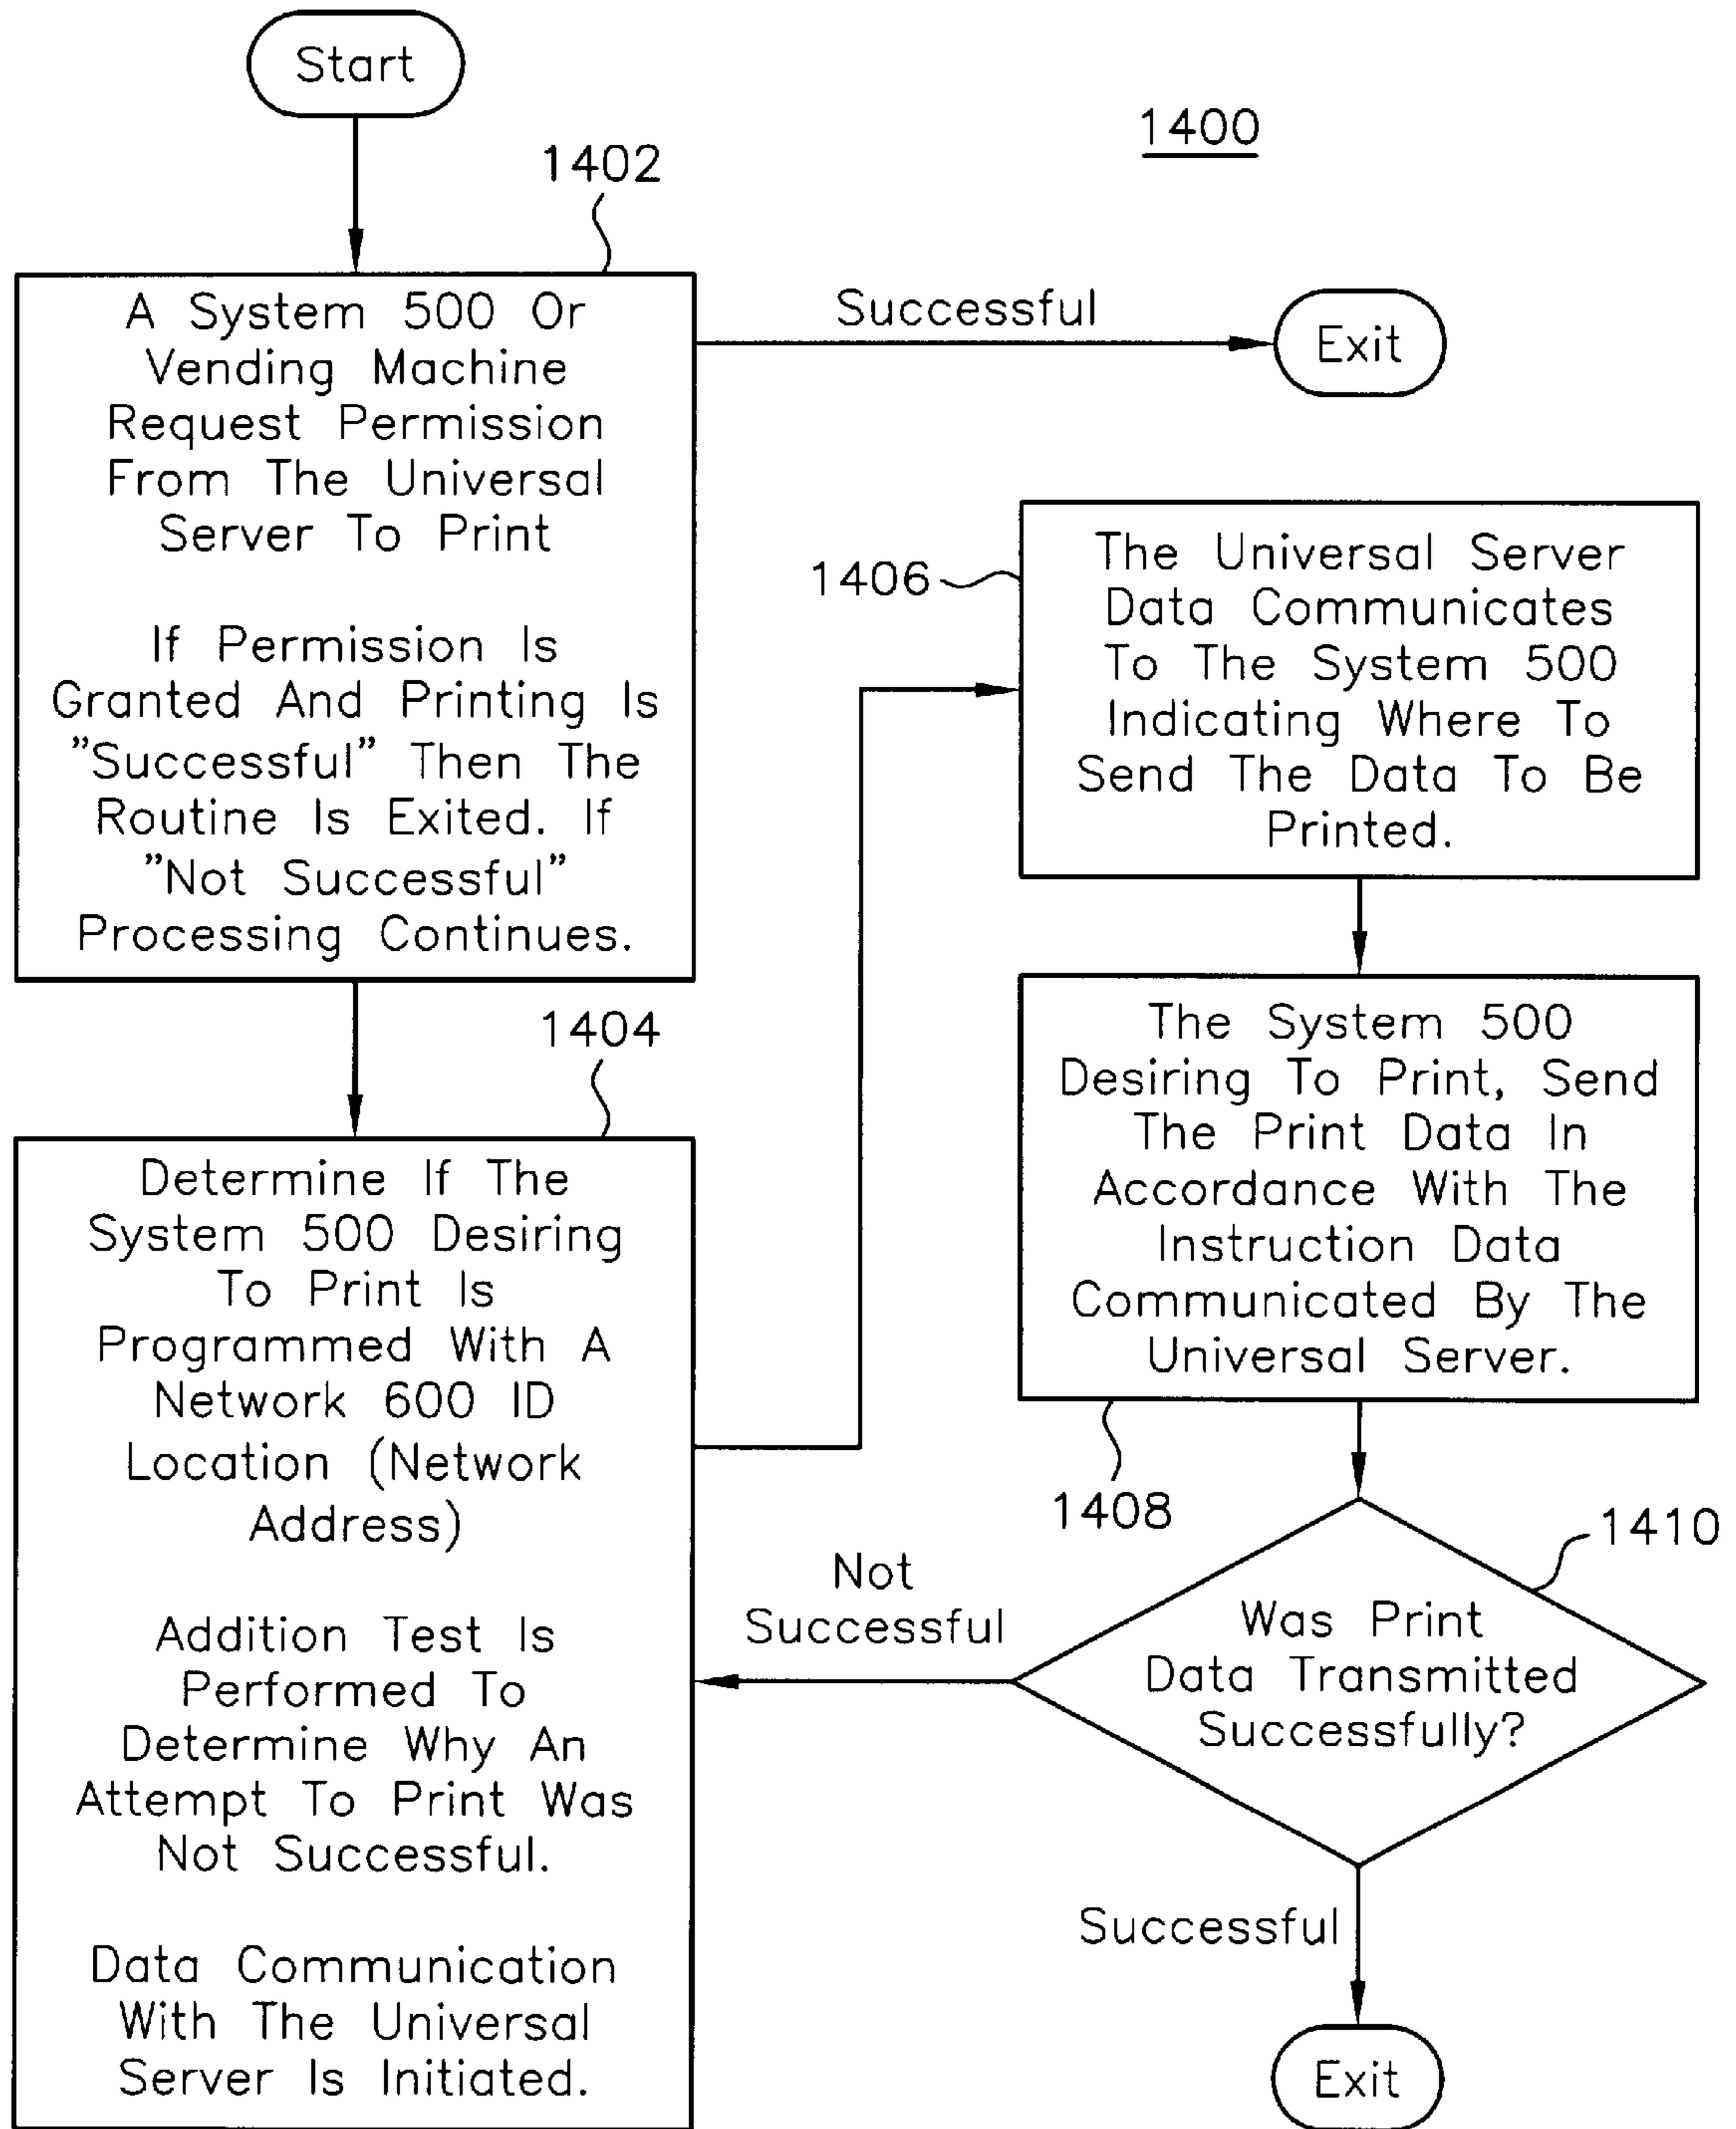 Start
1400
1402
A System 500 Or
Vending Machine
Request Permission
From The Universal
Server To Print
If Permission Is
Granted And Printing Is
"Successful" Then The
Routine Is Exited. If
"Not Successful"
Processing Continues.
Successful
Exit
1404
Determine If The
System 500 Desiring
To Print Is
Programmed With A
Network 600 ID
Location (Network
Address)
Addition Test Is
Performed To
Determine Why An
Attempt To Print Was
Not Successful.
Data Communication
With The Universal
Server Is Initiated.
1406
The Universal Server
Data Communicates
To The System 500
Indicating Where To
Send The Data To Be
Printed.
The System 500
Desiring To Print, Send
The Print Data In
Accordance With The
Instruction Data
Communicated By The
Universal Server.
1408
1410
Was Print
Data Transmitted
Successfully?
Not
Successful
Successful
Exit